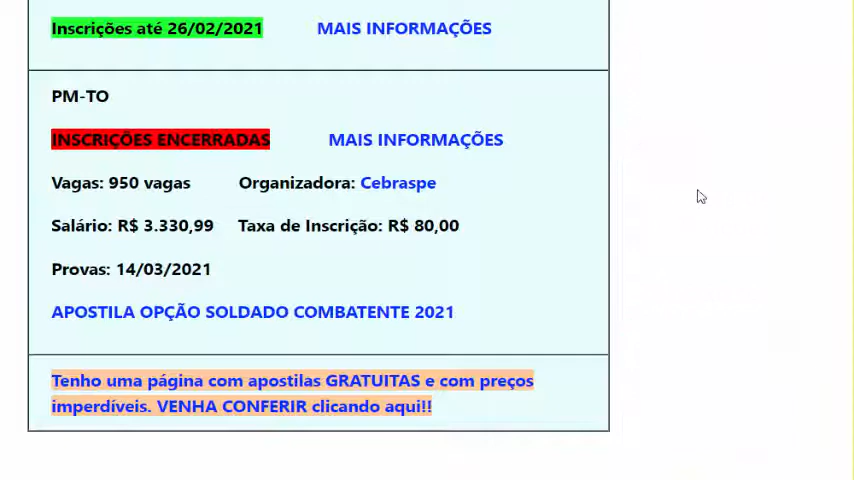 Inscrições até 26/02/2021 MAIS INFORMAÇÕES
PM-TO
INSCRIÇÕES ENCERRADAS MAIS INFORMAÇÕES
Vagas: 950 vagas Organizadora: Cebraspe
Salário: R$ 3.330,99 Taxa de Inscrição: R$ 80,00
Provas: 14/03/2021
APOSTILA OPÇÃO SOLDADO COMBATENTE 2021
Tenho uma página com apostilas GRATUITAS e com preços
imperdíveis. VENHA CONFERIR clicando aqui!!